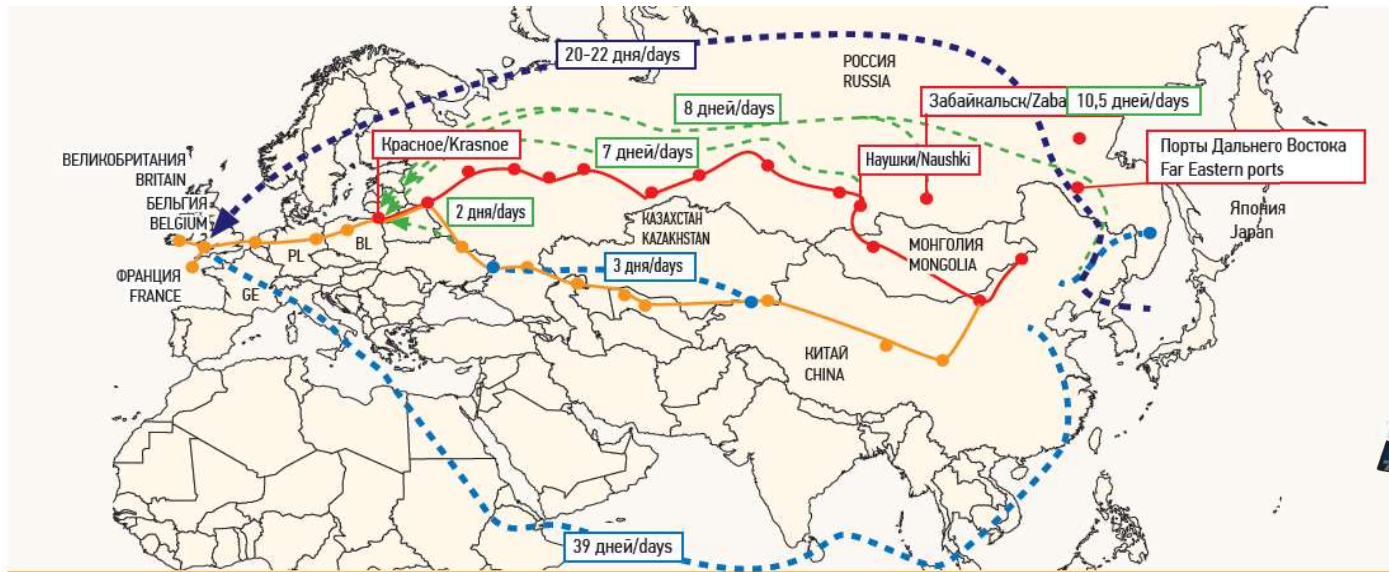 20-22 дня/days
РОССИЯ
RUSSIA
8 дней/days
Забайкальск/Zaba
10,5 дней/days
Красное/Krasnoe
7 дней/days
Наушки/Naushki
Порты Дальнего Востока
Far Eastern ports
ВЕЛИКОБРИТАНИЯ
BRITAIN
БЕЛЬГИЯ
BELGIUM
2 дня/days
КАЗАХСТАН
KAZAKHSTAN
Япония
Japan
BL
PL
МОНГОЛИЯ
MONGOLIA
3 дня/days
ФРАНЦИЯ
FRANCE
GE
КИТАЙ
CHINA
39 дней/days